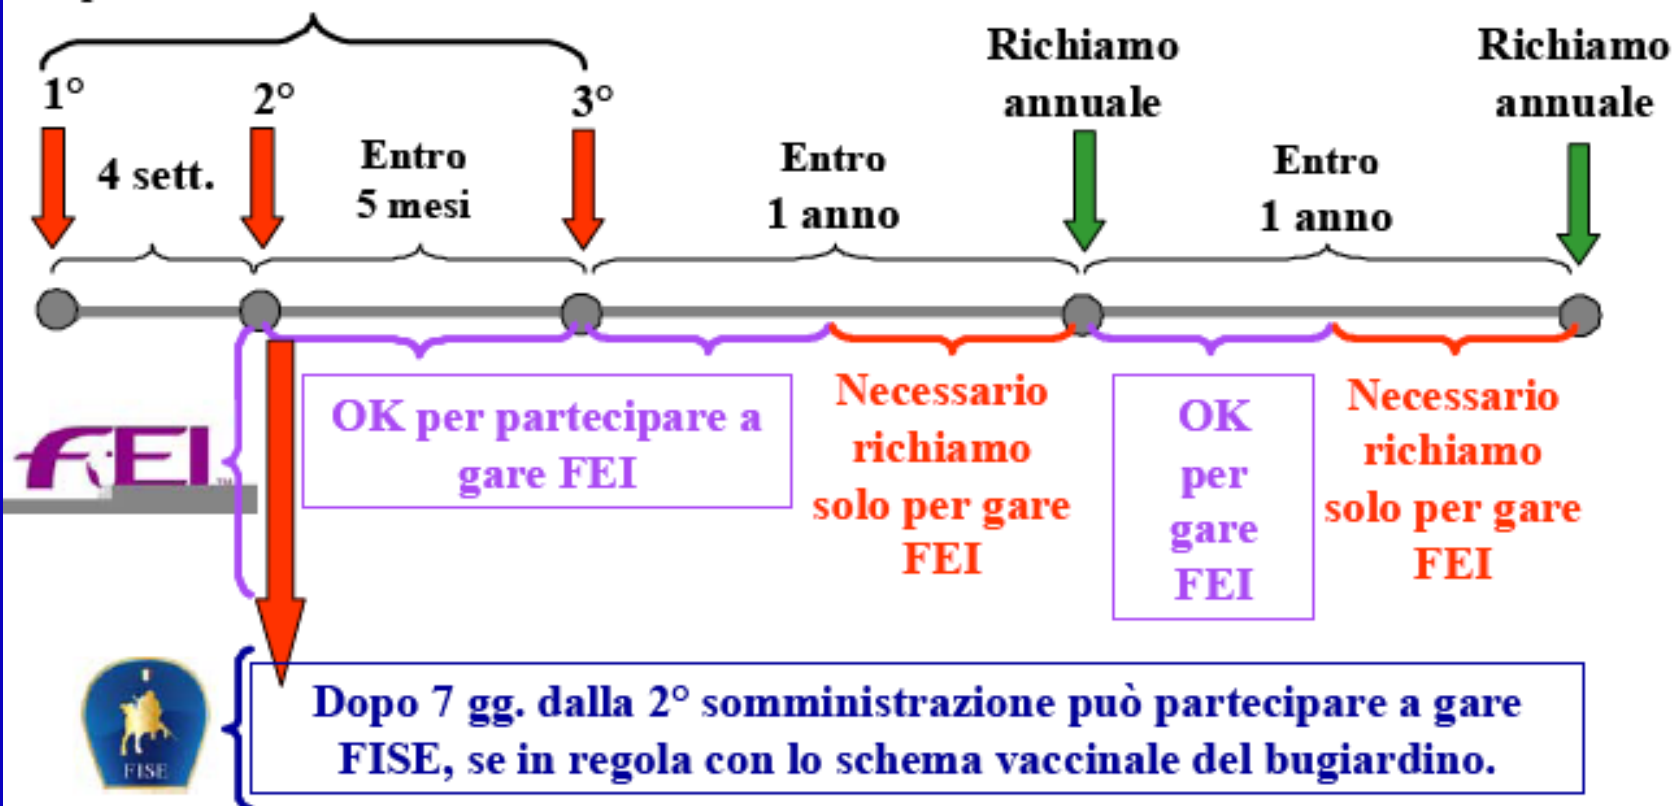 Richiamo
annuale
Richiamo
annuale
1°
2°
3°
4 sett.
Entro
5 mesi
Entro
1 anno
Entro
1 anno
FEI
TM
OK per partecipare a
gare FEI
Necessario
richiamo
solo per gare
FEI
OK
per
gare
FEI
Necessario
richiamo
solo per gare
FEI
FISE
Dopo 7 gg. dalla 2° somministrazione può partecipare a gare
FISE, se in regola con lo schema vaccinale del bugiardino.